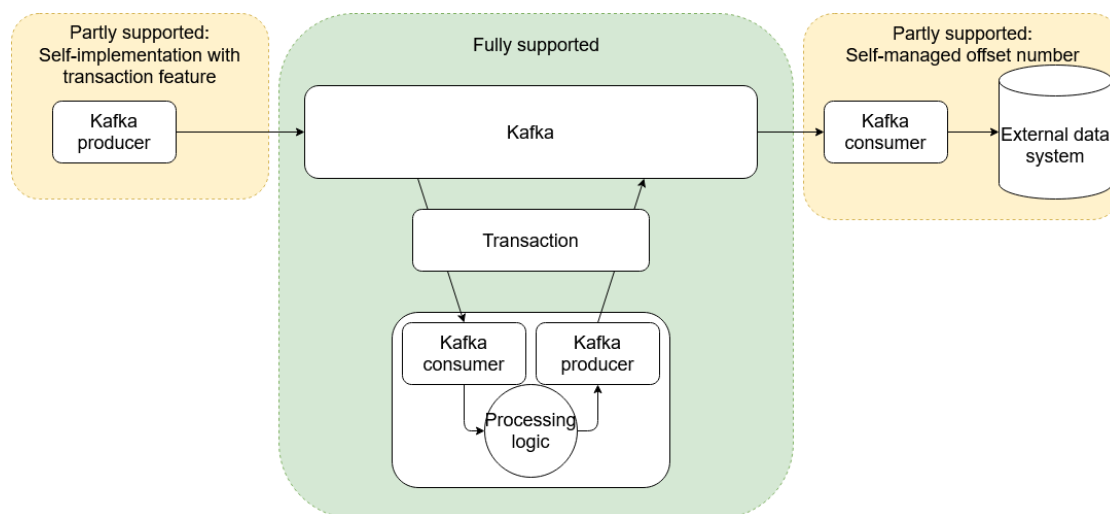 Partly supported:
Self-implementation with
transaction feature
Kafka
producer
Fully supported
Kafka
Transaction
Kafka
consumer
Kafka
producer
Processing
logic
Partly supported:
Self-managed offset number
Kafka
consumer
External data
system